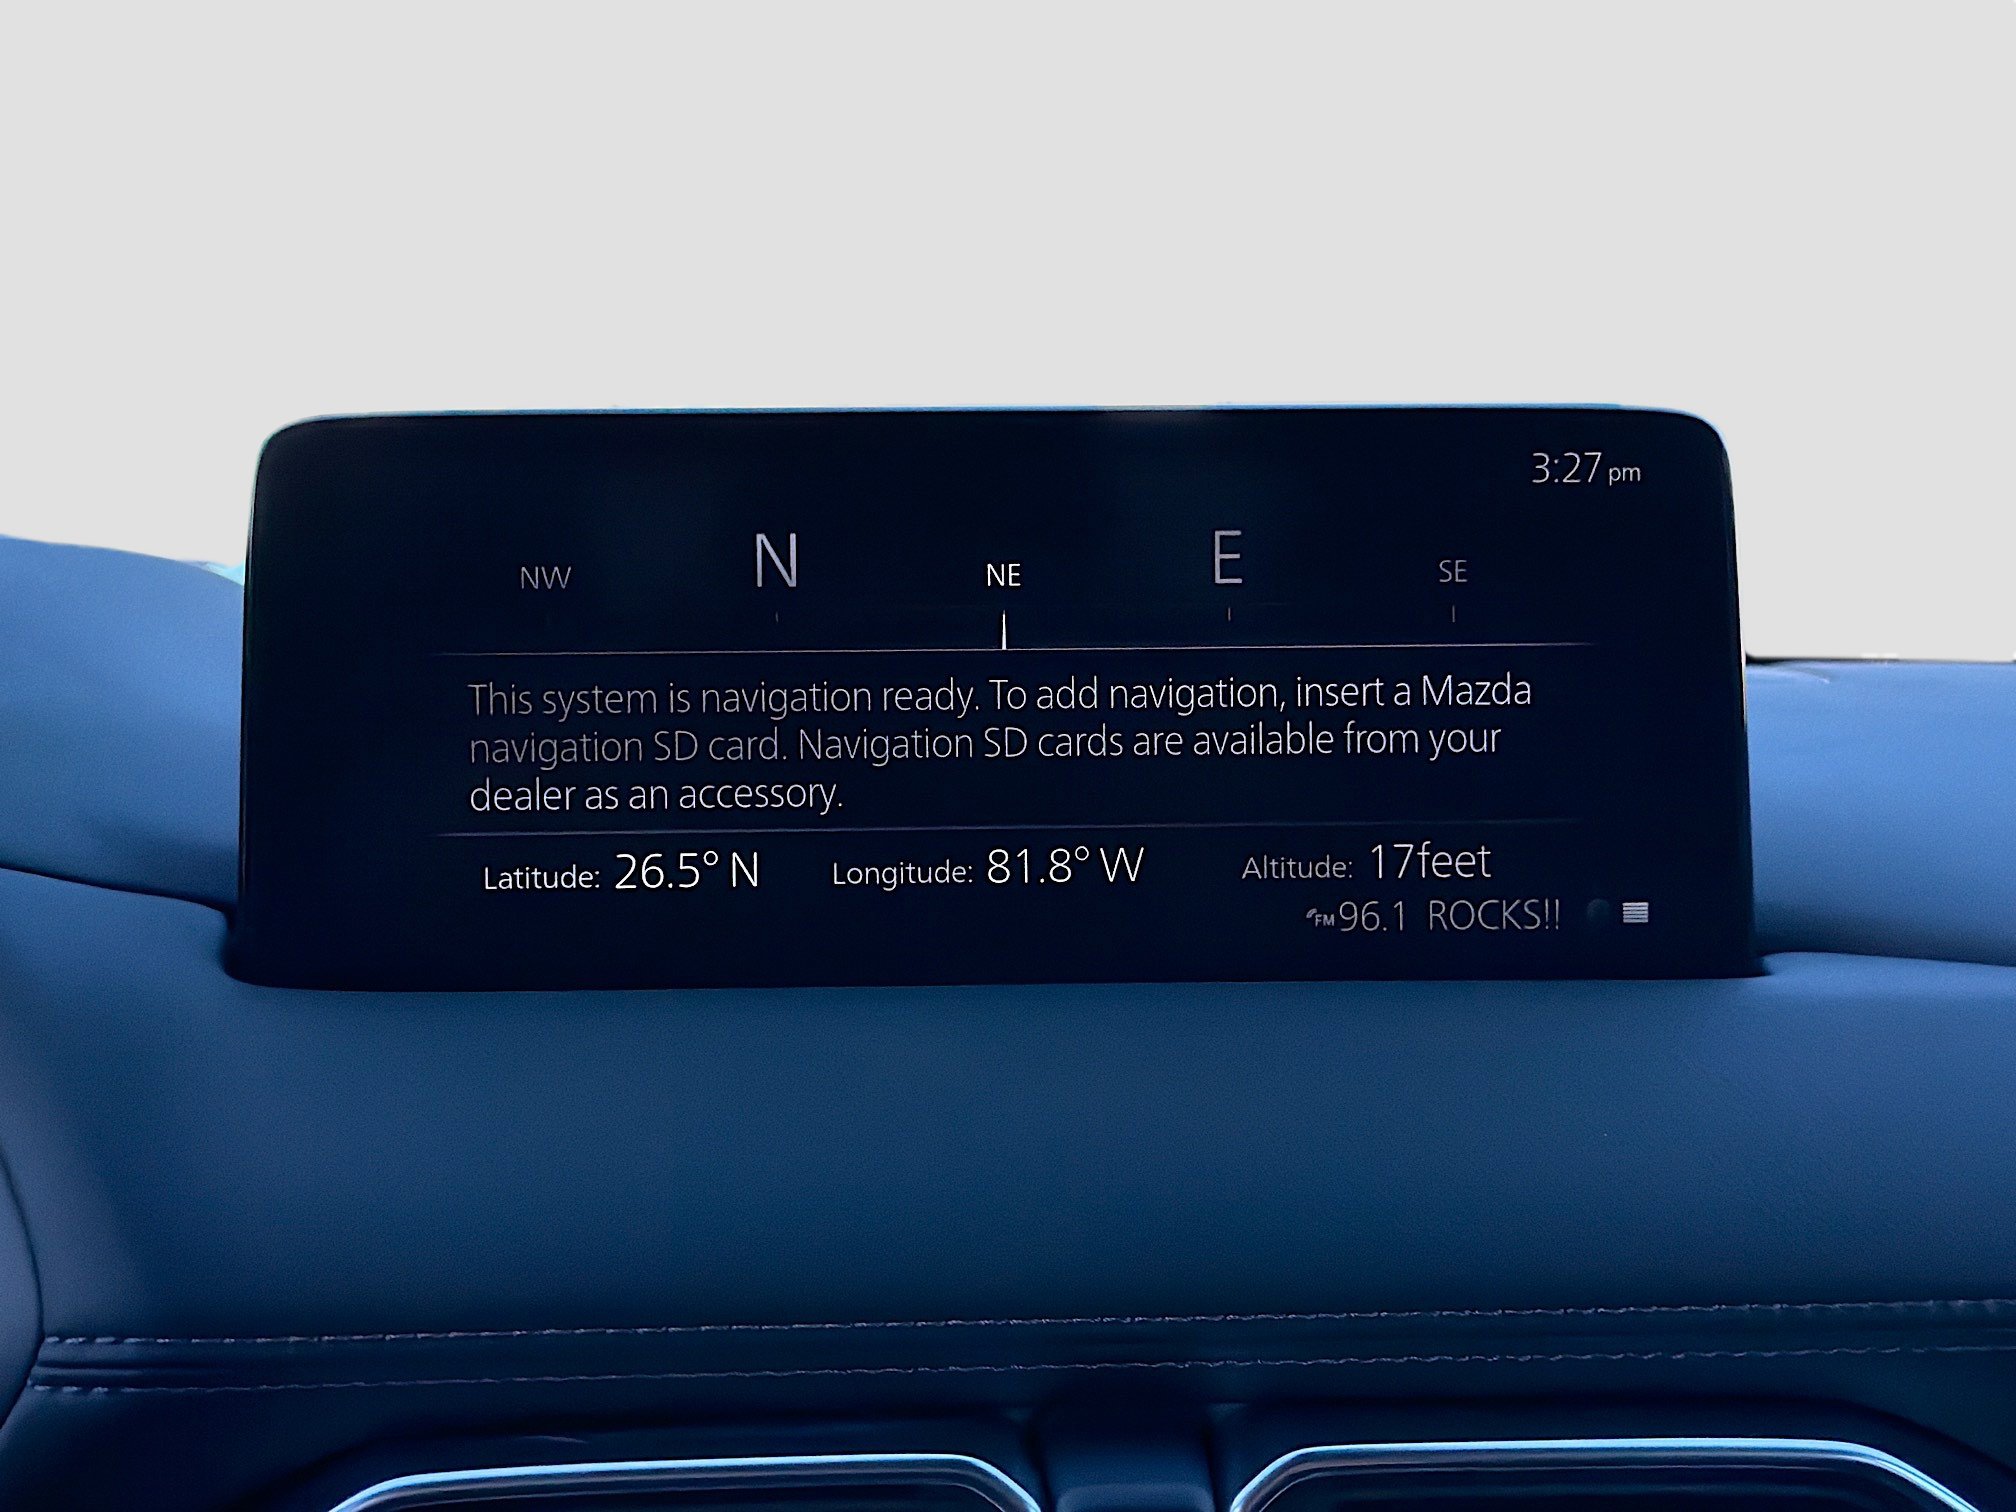 3:27 pm
NW N NE E SE
This system is navigation ready. To add navigation, insert a Mazda
navigation SD card. Navigation SD cards are available from your
dealer as an accessory.
Latitude: 26.5° N Longitude: 81.8° W Altitude: 17feet
FM 96.1 ROCKS!!